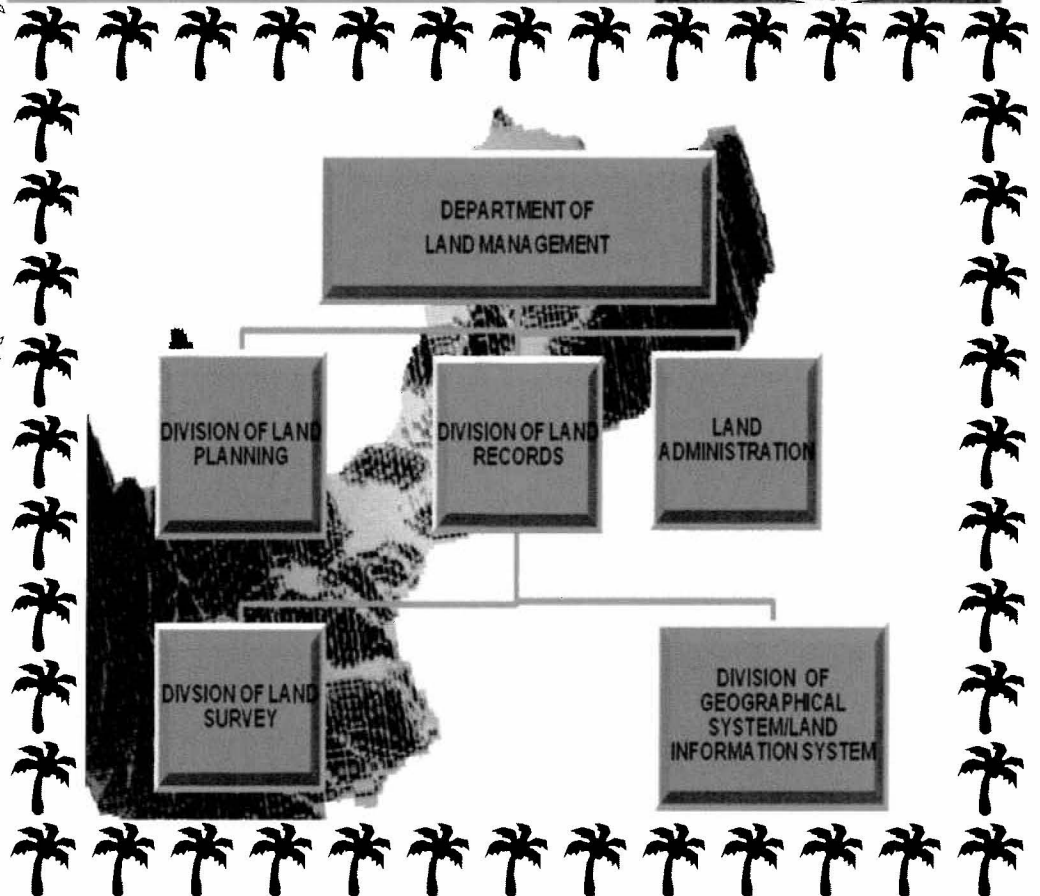 DEPARTMENT OF
LAND MANAGEMENT
DIVISION OF LAND
PLANNING
DIVISION OF LAND
RECORDS
LAND
ADMINISTRATION
DIVSION OF LAND
SURVEY
DIVISION OF
GEOGRAPHICAL
SYSTEM/LAND
INFORMATION SYSTEM